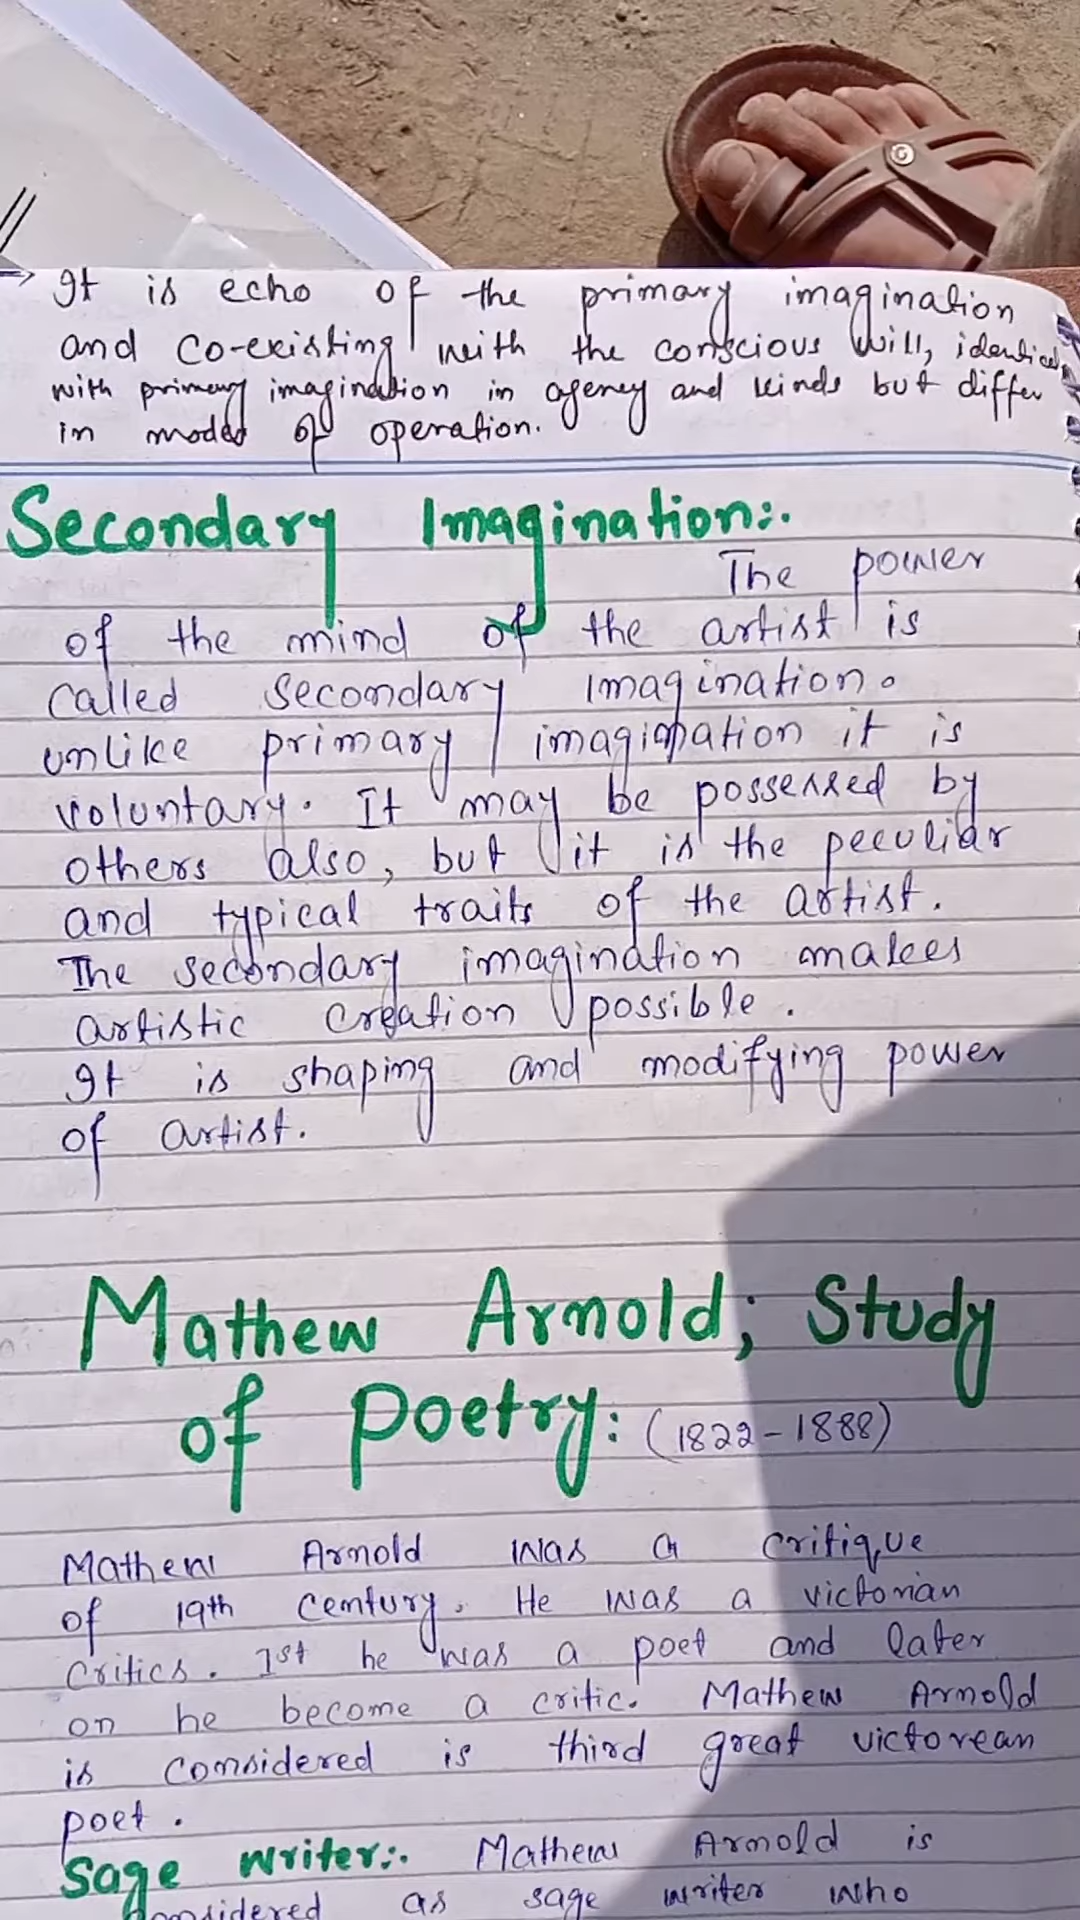 → It is echo of the primary imagination
and co-existing with the conscious will, identical
with primary imagination in agency and kinds but differ
in modes of operation.
Secondary Imagination:.
The power
of the mind of the artist is
called secondary imagination.
unlike primary imagination it is
voluntary. It may be possessed by
others also, but it is the peculiar
and typical traits of the artist.
The secondary imagination makes
artistic creation possible.
It is shaping and modifying power
of artist.
Mathew Arnold; Study
of Poetry: (1822-1888)
Mathew Arnold was a critique
of 19th century. He was a victorian
critics. 1st he was a poet and later
on he become a critic. Mathew Arnold
is considered is third great victorean
poet.
Sage writer:. Mathew Arnold is
considered as sage writer who